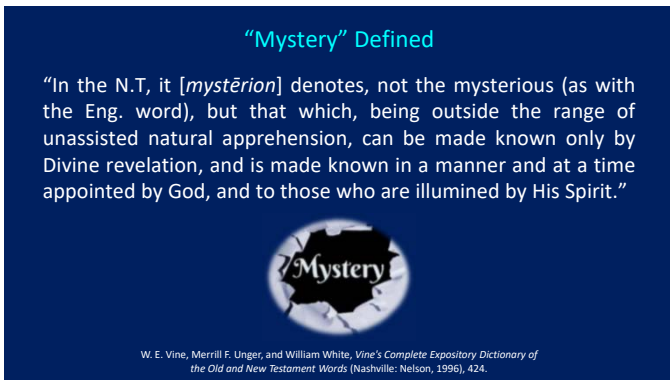 “Mystery” Defined
“In the N.T, it [mystērion] denotes, not the mysterious (as with
the Eng. word), but that which, being outside the range of
unassisted natural apprehension, can be made known only by
Divine revelation, and is made known in a manner and at a time
appointed by God, and to those who are illumined by His Spirit.”
Mystery
W. E. Vine, Merrill F. Unger, and William White, Vine's Complete Expository Dictionary of
the Old and New Testament Words (Nashville: Nelson, 1996), 424.